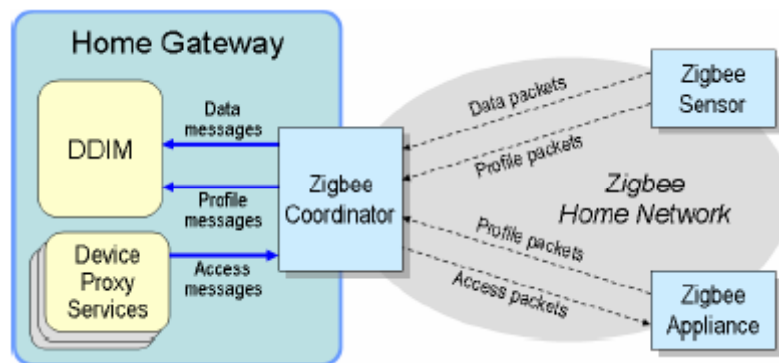 Home Gateway
DDIM
Data
messages
Profile
messages
Device
Proxy
Services
Access
messages
Zigbee
Coordinator
Data packets
Profile packets
Profile packets
Access packets
Zigbee
Sensor
Zigbee
Home Network
Zigbee
Appliance